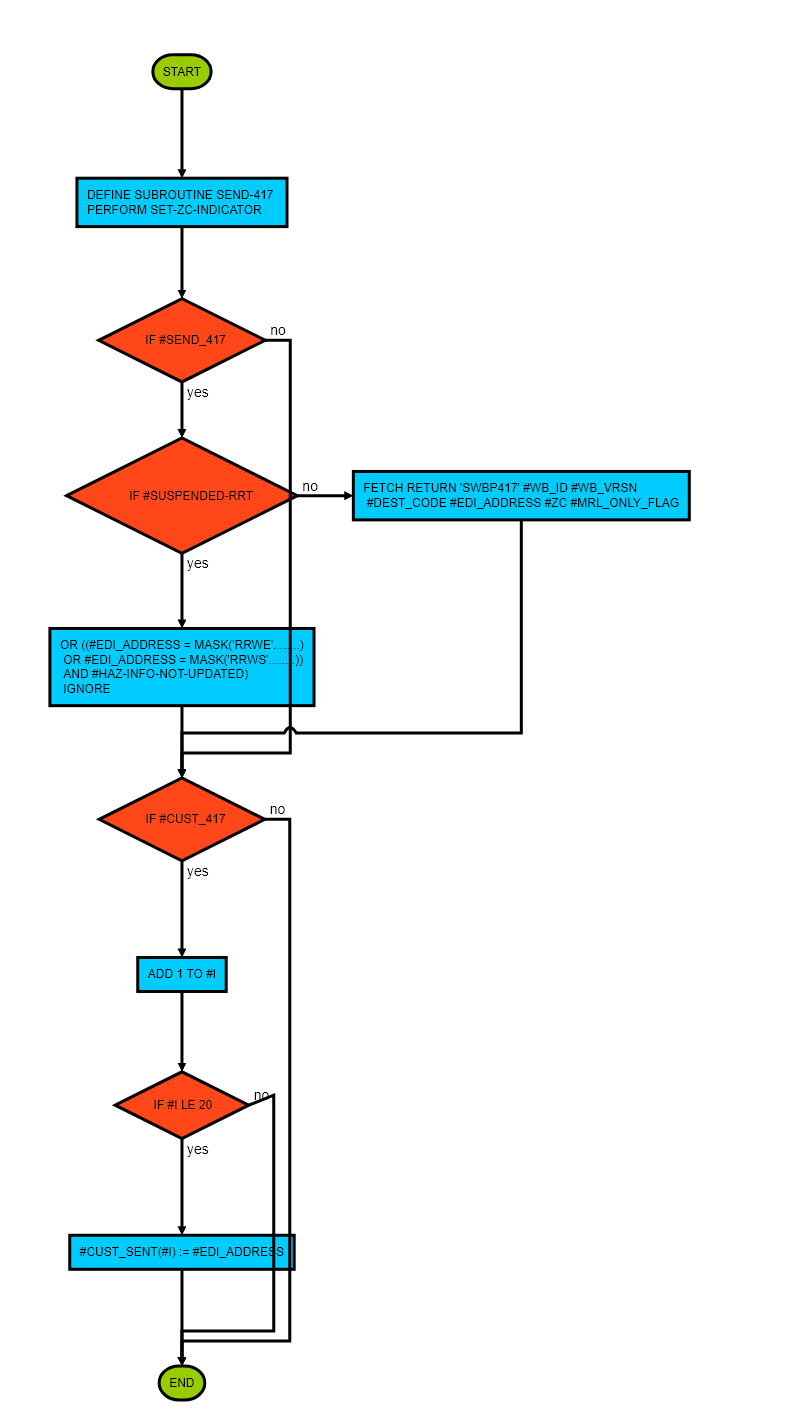 START
DEFINE SUBROUTINE SEND-417
PERFORM SET-ZC-INDICATOR
IF #SEND_417
no
yes
IF #SUSPENDED-RRT
no
yes
FETCH RETURN 'SWBP417' #WB_ID #WB_VRSN
#DEST_CODE #EDI_ADDRESS #ZC #MRL_ONLY_FLAG
OR ((#EDI_ADDRESS = MASK('RRWE'........)
OR #EDI_ADDRESS = MASK('RRWS'........))
AND #HAZ-INFO-NOT-UPDATED)
IGNORE
IF #CUST_417
no
yes
ADD 1 TO #I
IF #I LE 20
no
yes
#CUST_SENT(#I) := #EDI_ADDRESS
END